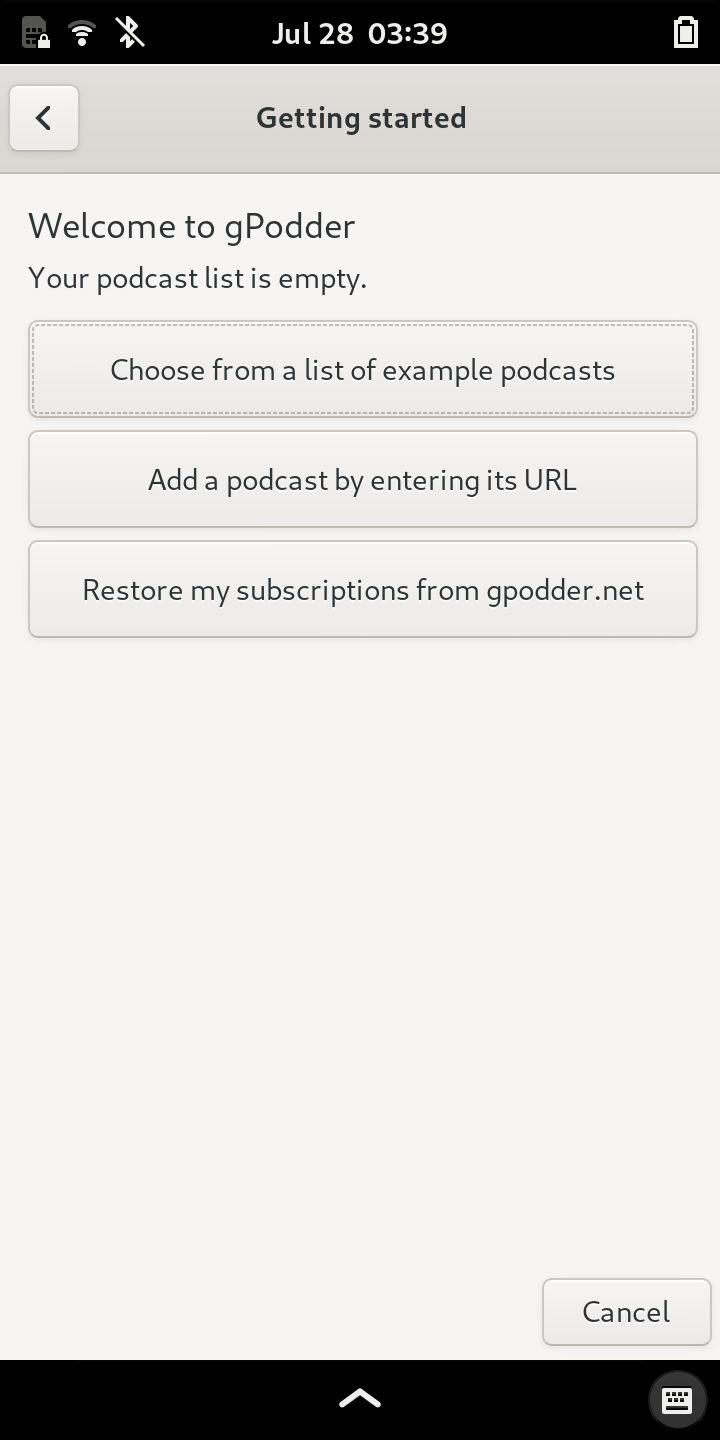 Jul 28 03:39
Getting started
Welcome to gPodder
Your podcast list is empty.
Choose from a list of example podcasts
Add a podcast by entering its URL
Restore my subscriptions from gpodder.net
Cancel